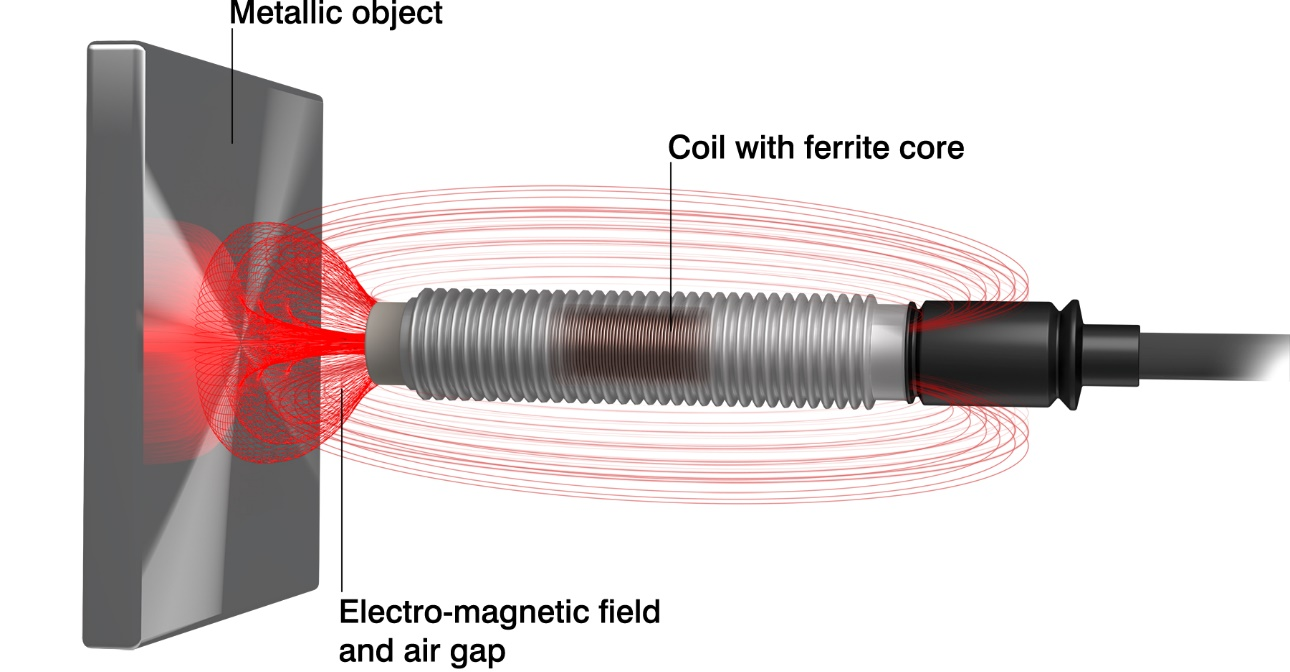 Metallic object
Coil with ferrite core
Electro-magnetic field
and air gap